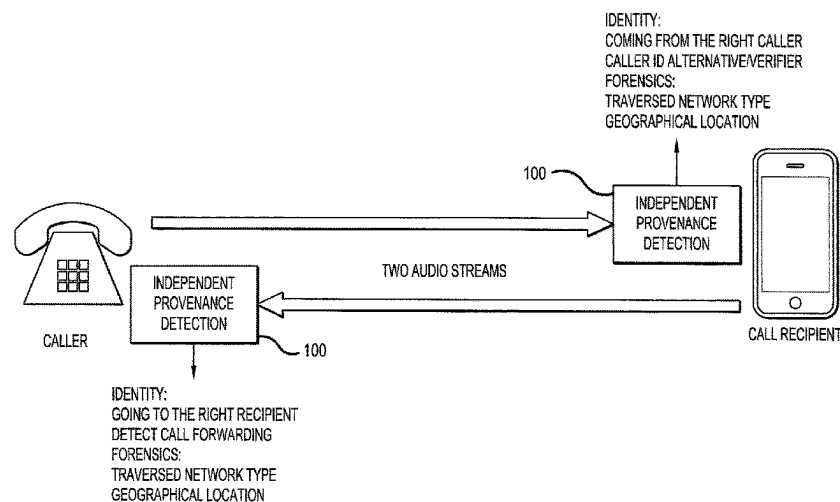 IDENTITY:
COMING FROM THE RIGHT CALLER
CALLER ID ALTERNATIVE/VERIFIER
FORENSICS:
TRAVERSED NETWORK TYPE
GEOGRAPHICAL LOCATION
100
INDEPENDENT
PROVENANCE
DETECTION
TWO AUDIO STREAMS
INDEPENDENT
PROVENANCE
DETECTION
CALLER
CALL RECIPIENT
100
IDENTITY:
GOING TO THE RIGHT RECIPIENT
DETECT CALL FORWARDING
FORENSICS:
TRAVERSED NETWORK TYPE
GEOGRAPHICAL LOCATION